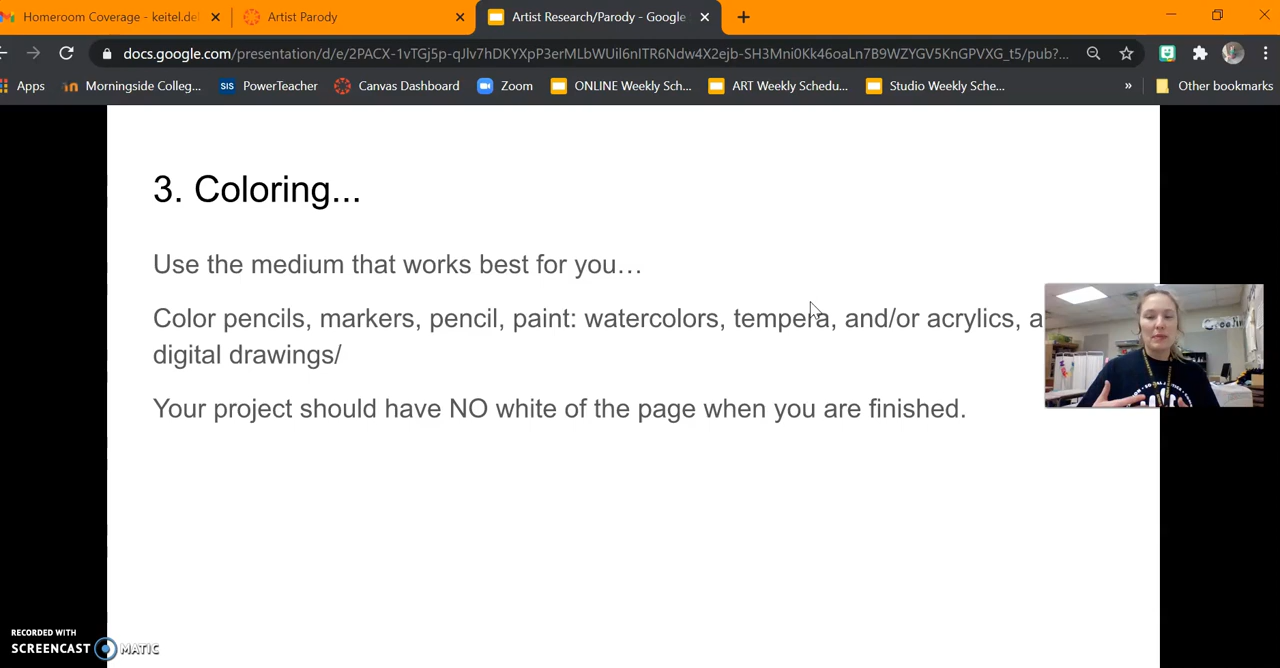 Homeroom Coverage - keitel.de
Artist Parody
Artist Research/Parody - Google
docs.google.com/presentation/d/e/2PACX-1vTGj5p-qJlv7hDKYXpP3erMLbWUil6nlTR6Ndw4X2ejb-SH3Mni0Kk46oaLn7B9WZYGV5KnGPVXG_t5/pub?...
Apps
Morningside Colleg...
SIS PowerTeacher
Canvas Dashboard
Zoom
ONLINE Weekly Sch...
ART Weekly Schedu...
Studio Weekly Sche...
»
Other bookmarks
3. Coloring...
Use the medium that works best for you…
Color pencils, markers, pencil, paint: watercolors, tempera, and/or acrylics, a
digital drawings/
Your project should have NO white of the page when you are finished.
RECORDED WITH
SCREENCAST MATIC